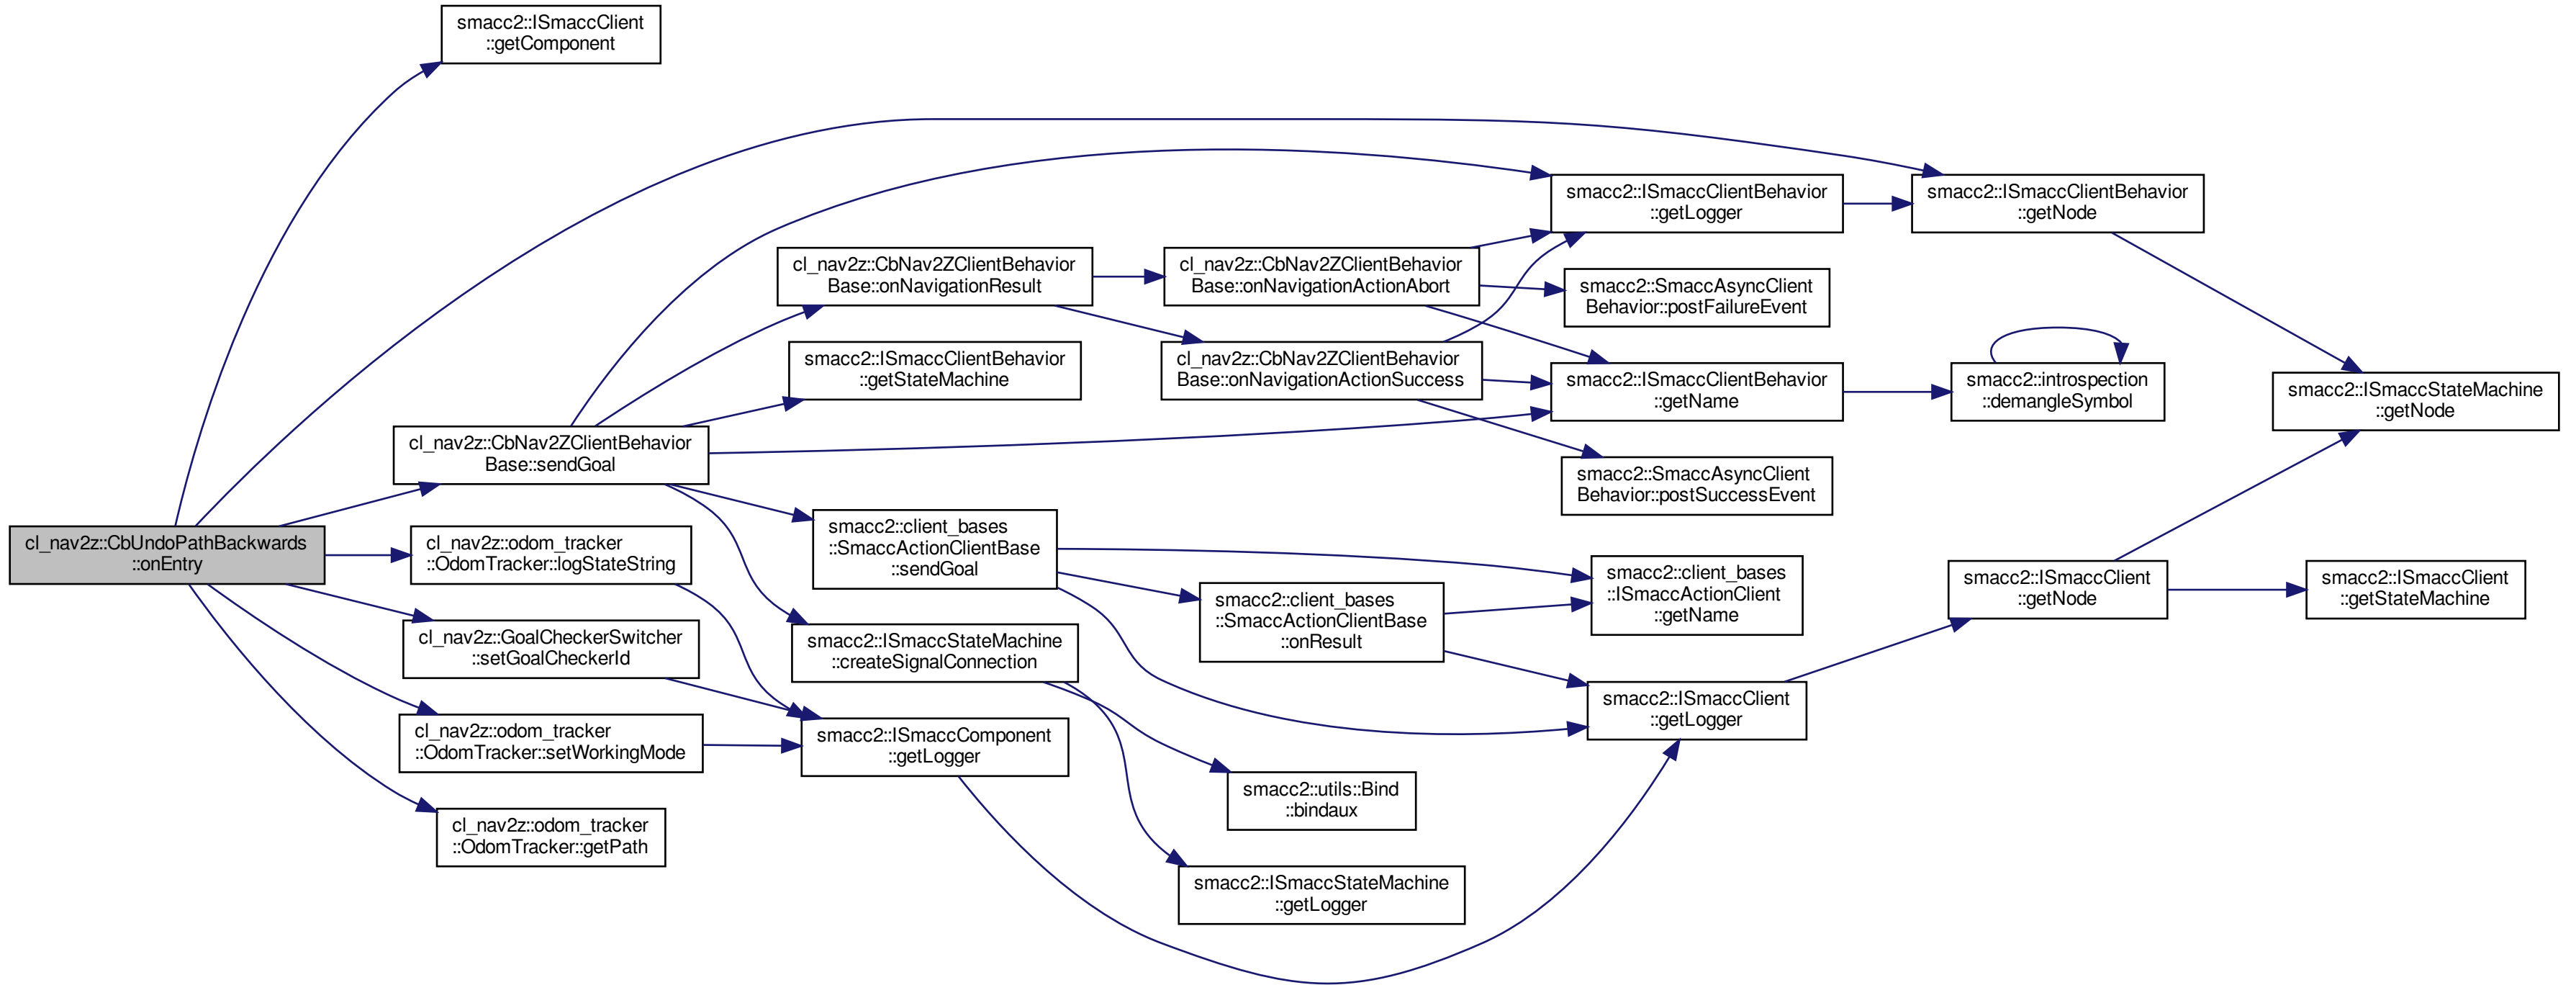 smacc2::ISmaccClient
::getComponent
smacc2::ISmaccClientBehavior
::getLogger
smacc2::ISmaccClientBehavior
::getNode
cl_nav2z::CbNav2ZClientBehavior
Base::onNavigationResult
cl_nav2z::CbNav2ZClientBehavior
Base::onNavigationActionAbort
smacc2::SmaccAsyncClient
Behavior::postFailureEvent
smacc2::ISmaccClientBehavior
::getStateMachine
cl_nav2z::CbNav2ZClientBehavior
Base::onNavigationActionSuccess
smacc2::ISmaccClientBehavior
::getName
smacc2::introspection
::demangleSymbol
smacc2::ISmaccStateMachine
::getNode
cl_nav2z::CbNav2ZClientBehavior
Base::sendGoal
smacc2::SmaccAsyncClient
Behavior::postSuccessEvent
cl_nav2z::CbUndoPathBackwards
::onEntry
cl_nav2z::odom_tracker
::OdomTracker::logStateString
smacc2::client_bases
::SmaccActionClientBase
::sendGoal
smacc2::client_bases
::SmaccActionClientBase
::onResult
smacc2::client_bases
::ISmaccActionClient
::getName
smacc2::ISmaccClient
::getNode
smacc2::ISmaccClient
::getStateMachine
cl_nav2z::GoalCheckerSwitcher
::setGoalCheckerId
smacc2::ISmaccStateMachine
::createSignalConnection
smacc2::ISmaccClient
::getLogger
cl_nav2z::odom_tracker
::OdomTracker::setWorkingMode
smacc2::ISmaccComponent
::getLogger
smacc2::utils::Bind
::bindaux
cl_nav2z::odom_tracker
::OdomTracker::getPath
smacc2::ISmaccStateMachine
::getLogger